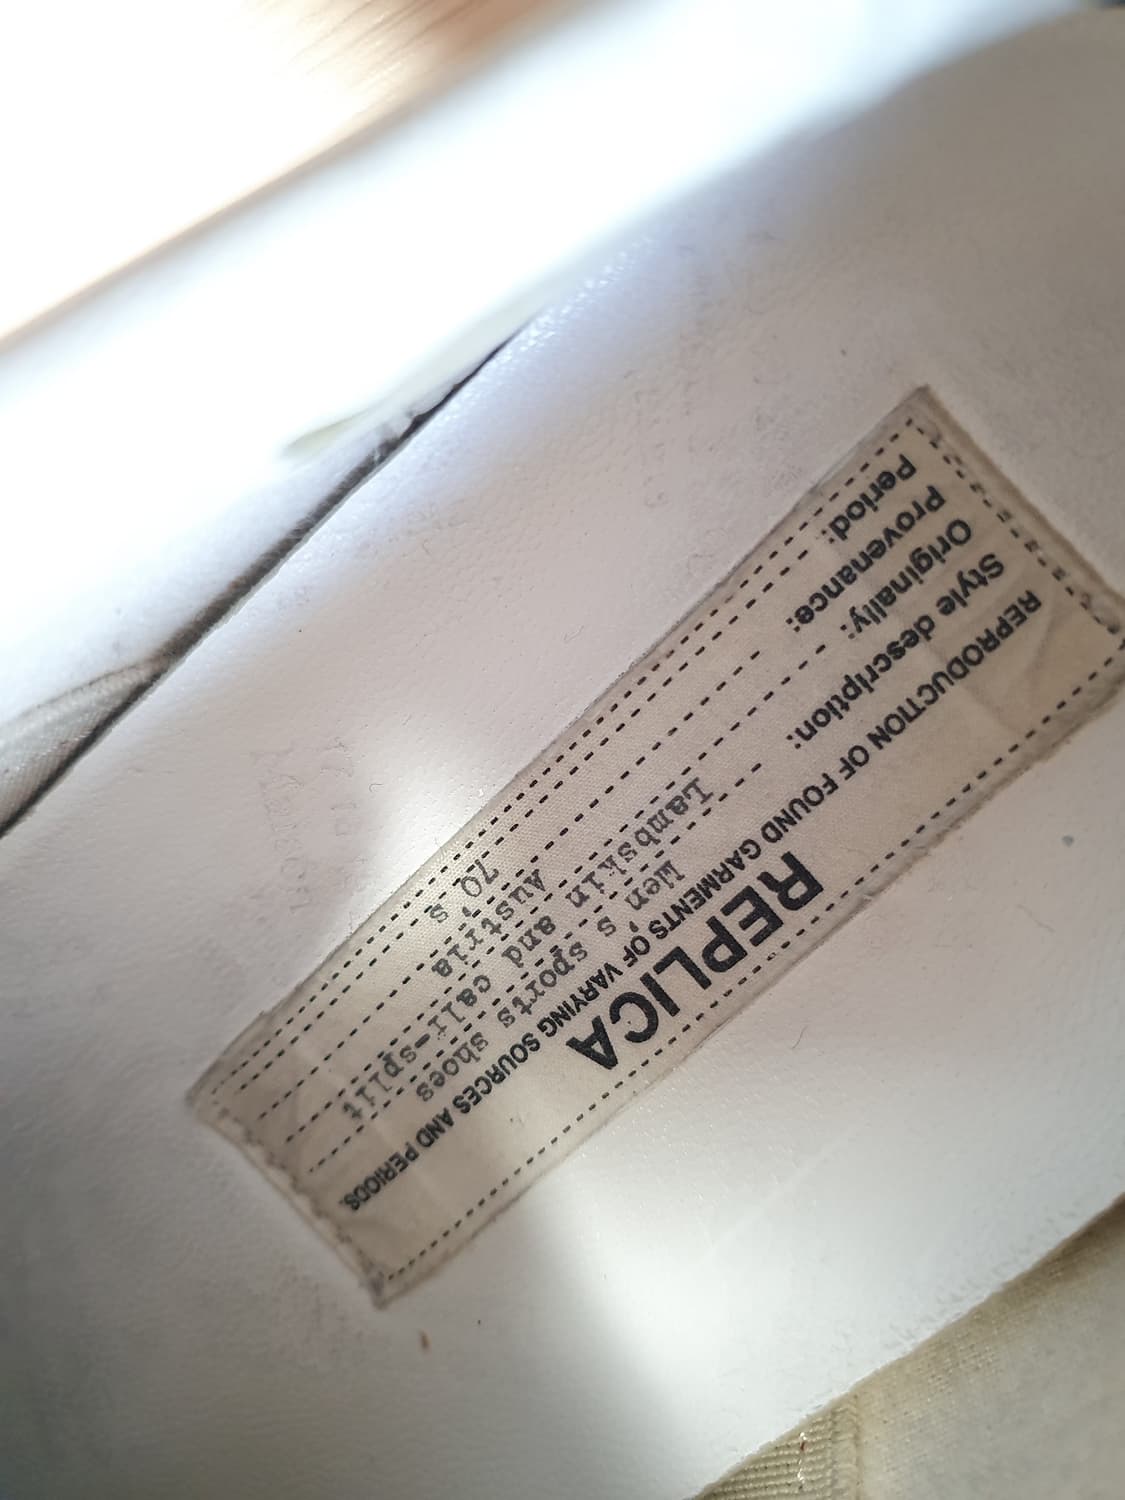 REPLICA
REPRODUCTION OF FOUND GARMENTS OF VARYING SOURCES AND PERIODS.
Style description: Men's sports shoes
Originally: Lambskin and calf-split
Provenance: Austria
Period: 70's